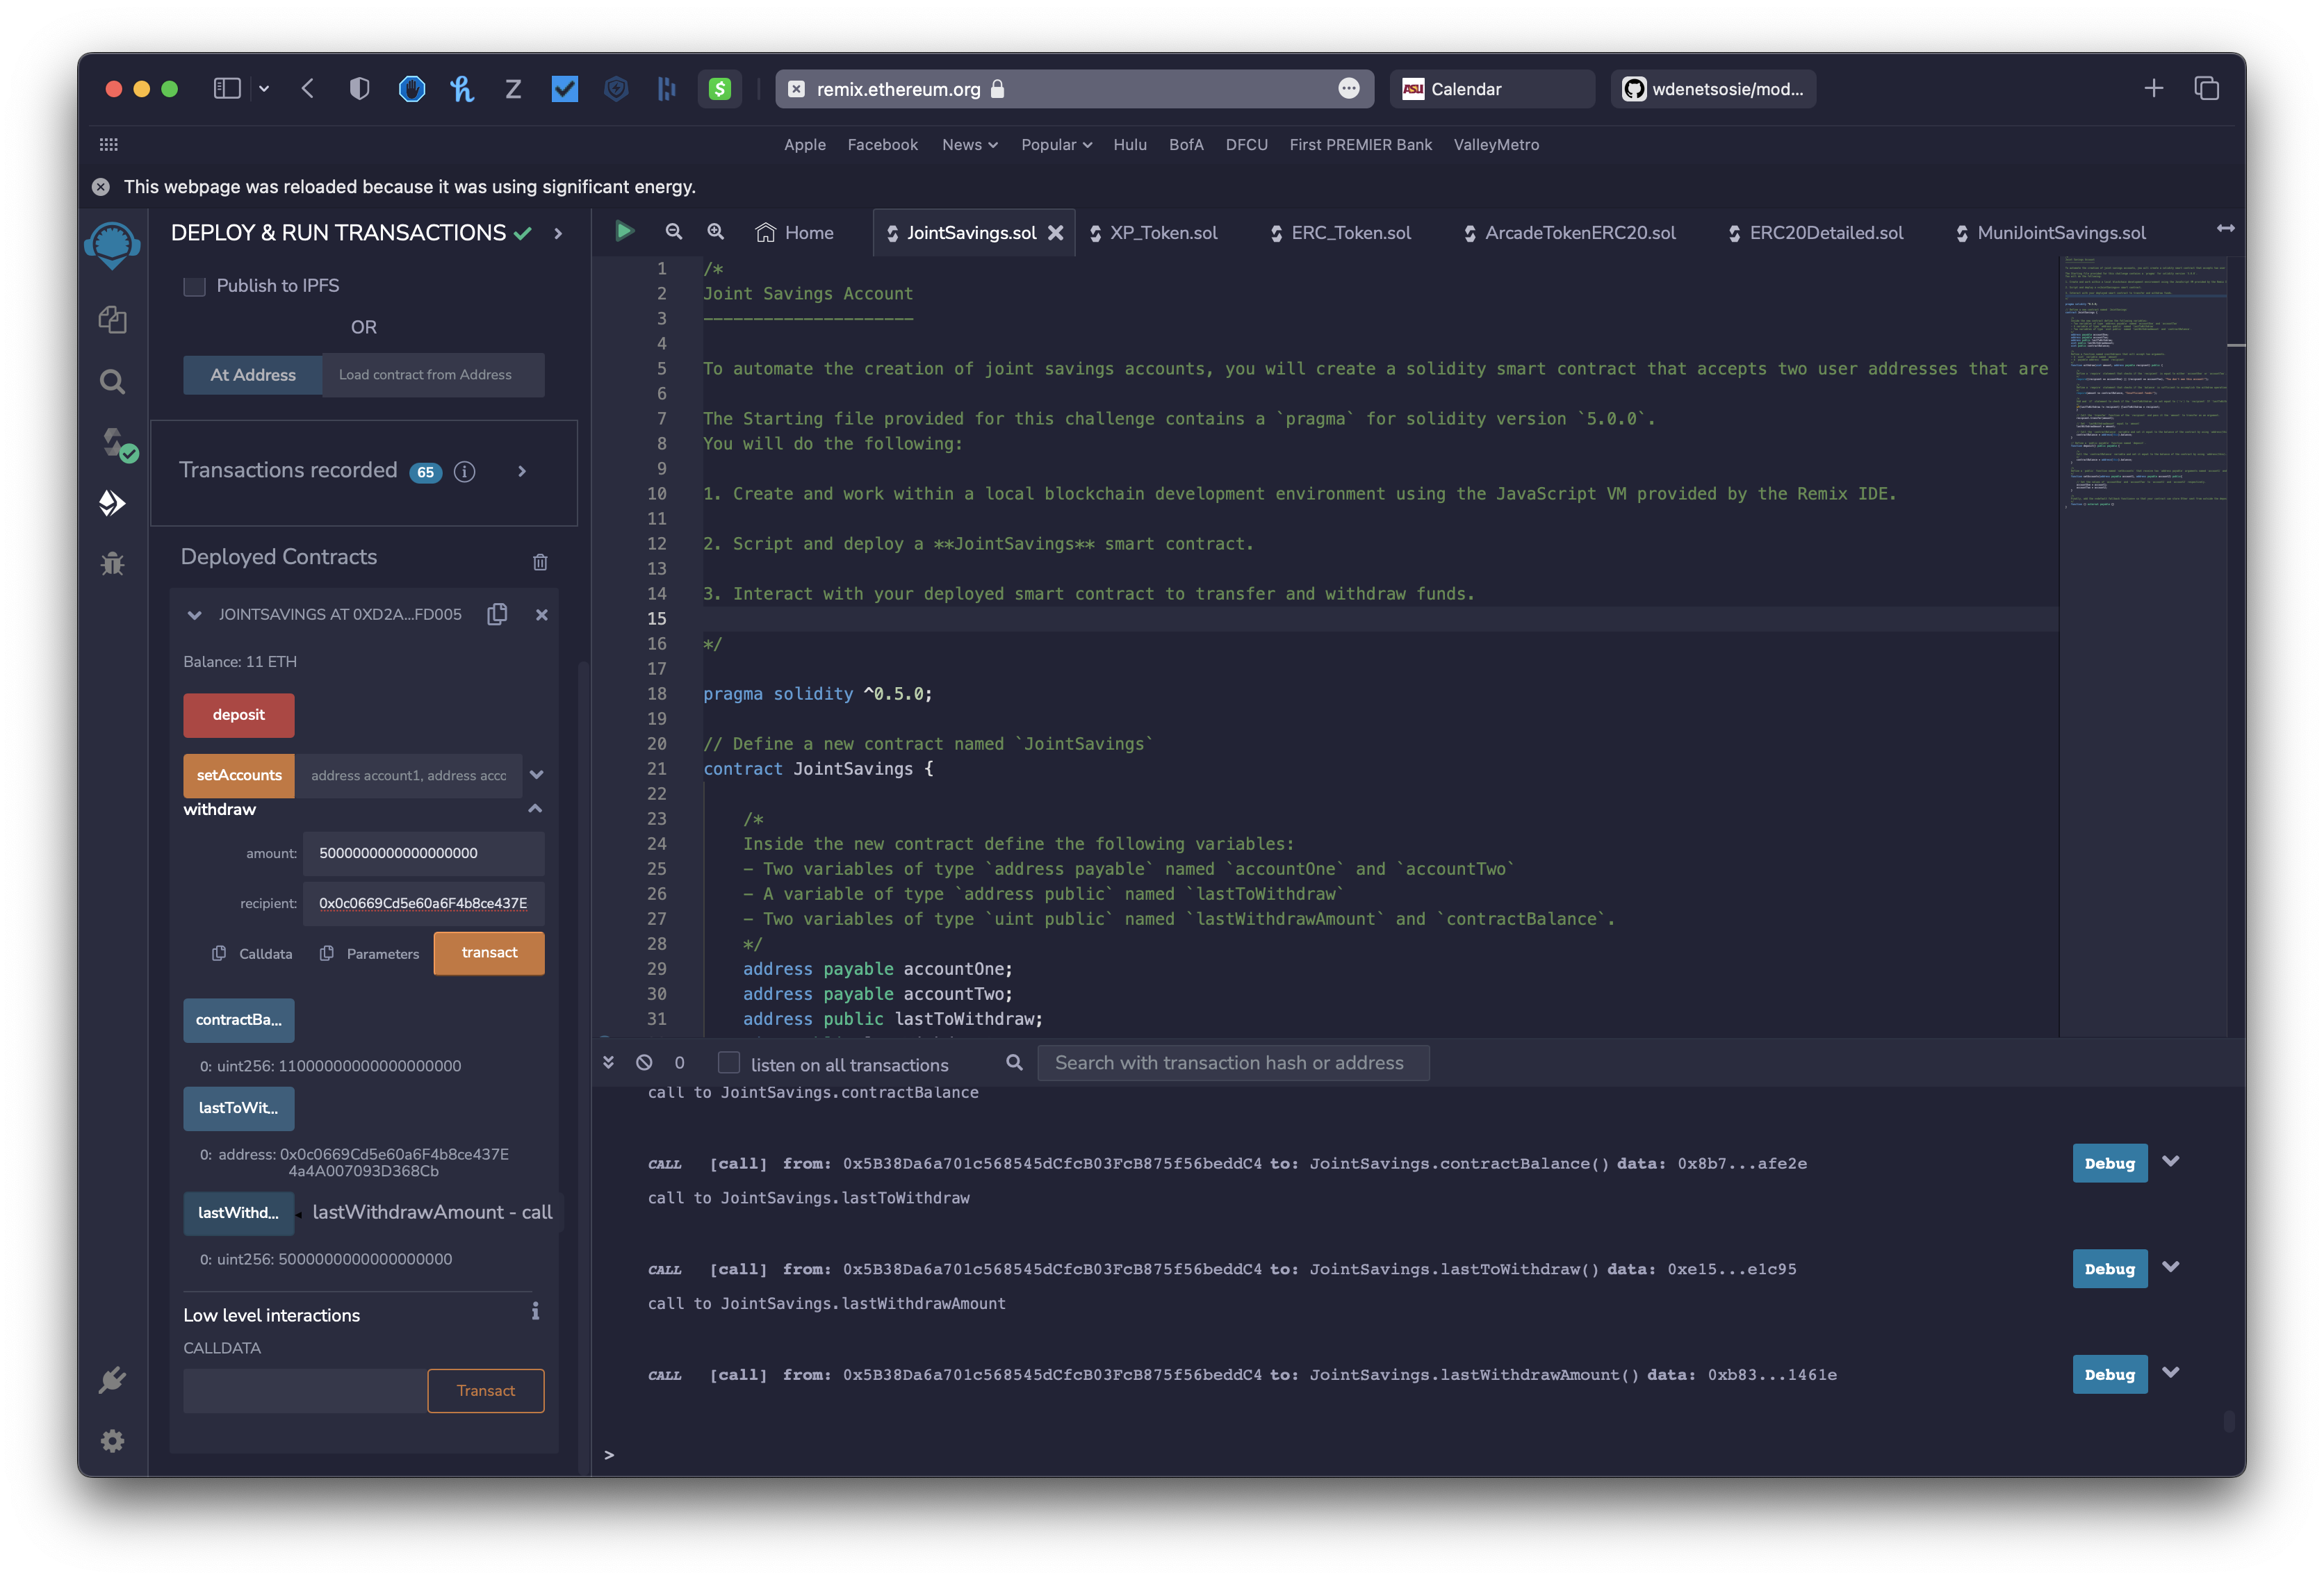 remix.ethereum.org
ASU Calendar
wdenetsosie/mod...
Apple Facebook News Popular Hulu BofA DFCU First PREMIER Bank ValleyMetro
This webpage was reloaded because it was using significant energy.
DEPLOY & RUN TRANSACTIONS
Publish to IPFS
OR
At Address Load contract from Address
Transactions recorded 65
Deployed Contracts
JOINTSAVINGS AT 0XD2A...FD005
Balance: 11 ETH
deposit
setAccounts address account1, address acc
withdraw
amount: 5000000000000000000
recipient: 0x0c0669Cd5e60a6F4b8ce437E
Calldata Parameters transact
contractBa...
0: uint256: 11000000000000000000
lastToWit...
0: address: 0x0c0669Cd5e60a6F4b8ce437E
4a4A007093D368Cb
lastWithd... lastWithdrawAmount - call
0: uint256: 5000000000000000000
Low level interactions
CALLDATA
Transact
Home JointSavings.sol XP_Token.sol ERC_Token.sol ArcadeTokenERC20.sol ERC20Detailed.sol MuniJointSavings.sol
1 /*
2 Joint Savings Account
3 ---------------------
4
5 To automate the creation of joint savings accounts, you will create a solidity smart contract that accepts two user addresses that are
6
7 The Starting file provided for this challenge contains a `pragma` for solidity version `5.0.0`.
8 You will do the following:
9
10 1. Create and work within a local blockchain development environment using the JavaScript VM provided by the Remix IDE.
11
12 2. Script and deploy a **JointSavings** smart contract.
13
14 3. Interact with your deployed smart contract to transfer and withdraw funds.
15
16 */
17
18 pragma solidity ^0.5.0;
19
20 // Define a new contract named `JointSavings`
21 contract JointSavings {
22
23 /*
24 Inside the new contract define the following variables:
25 - Two variables of type `address payable` named `accountOne` and `accountTwo`
26 - A variable of type `address public` named `lastToWithdraw`
27 - Two variables of type `uint public` named `lastWithdrawAmount` and `contractBalance`.
28 */
29 address payable accountOne;
30 address payable accountTwo;
31 address public lastToWithdraw;
0 listen on all transactions Search with transaction hash or address
call to JointSavings.contractBalance
CALL [call] from: 0x5B38Da6a701c568545dCfcB03FcB875f56beddC4 to: JointSavings.contractBalance() data: 0x8b7...afe2e Debug
call to JointSavings.lastToWithdraw
CALL [call] from: 0x5B38Da6a701c568545dCfcB03FcB875f56beddC4 to: JointSavings.lastToWithdraw() data: 0xe15...e1c95 Debug
call to JointSavings.lastWithdrawAmount
CALL [call] from: 0x5B38Da6a701c568545dCfcB03FcB875f56beddC4 to: JointSavings.lastWithdrawAmount() data: 0xb83...1461e Debug
>